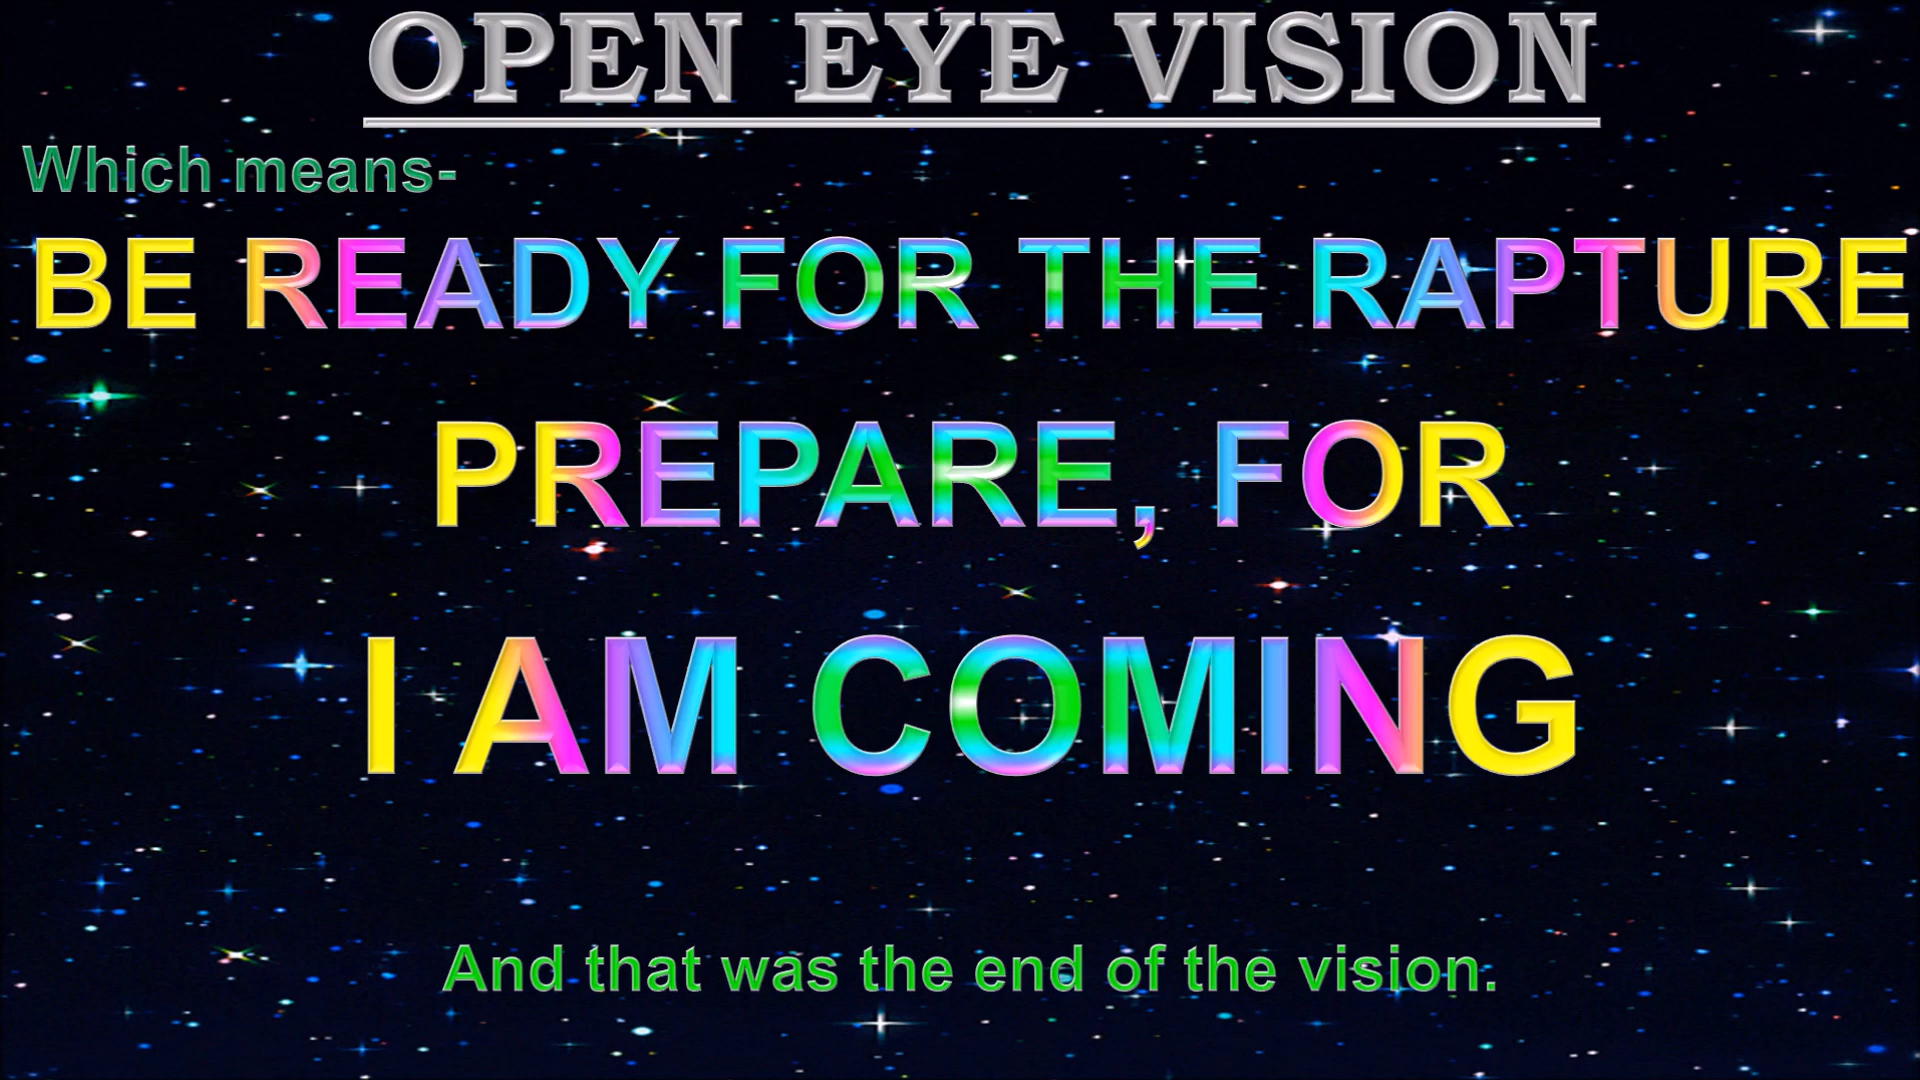 OPEN EYE VISION
Which means-
BE READY FOR THE RAPTURE
PREPARE, FOR
I AM COMING
And that was the end of the vision.